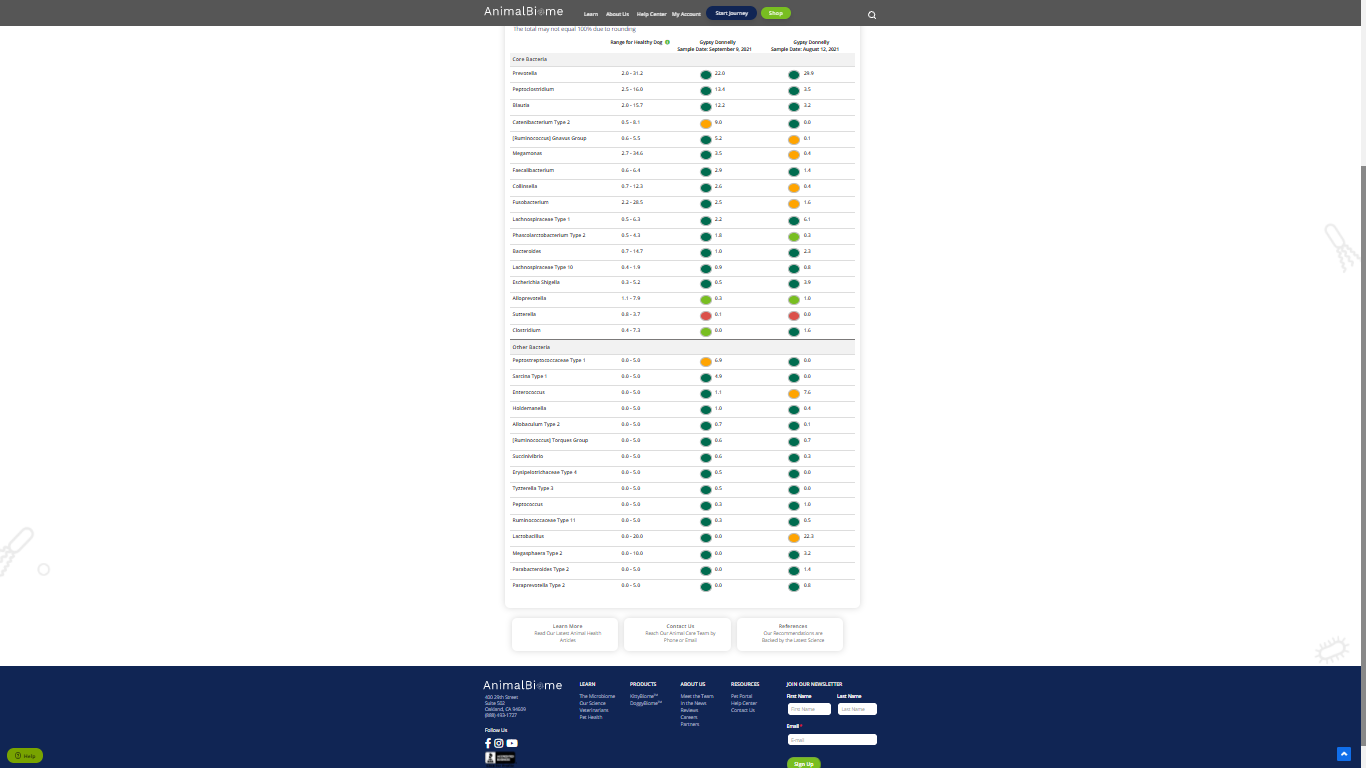 AnimalBiome
Learn About Us Help Center My Account Start Journey Shop
The total may not equal 100% due to rounding
Range for Healthy Dog Gypsy Donnelly Sample Date: September 9, 2021 Gypsy Donnelly Sample Date: August 12, 2021
Core Bacteria
Prevotella 2.0 - 31.2 22.0 29.9
Peptoclostridium 2.5 - 16.0 13.4 3.5
Blautia 2.0 - 15.7 12.2 3.2
Catenibacterium Type 2 0.5 - 8.1 9.0 0.0
[Ruminococcus] Gnavus Group 0.6 - 5.5 5.2 0.1
Megamonas 2.7 - 34.6 3.5 0.4
Faecalibacterium 0.6 - 6.4 2.9 1.4
Collinsella 0.7 - 12.3 2.6 0.4
Fusobacterium 2.2 - 28.5 2.5 1.6
Lachnospiraceae Type 1 0.5 - 6.3 2.2 6.1
Phascolarctobacterium Type 2 0.5 - 4.3 1.8 0.3
Bacteroides 0.7 - 14.7 1.0 2.3
Lachnospiraceae Type 10 0.4 - 1.9 0.9 0.8
Escherichia Shigella 0.3 - 5.2 0.5 3.9
Alloprevotella 1.1 - 7.9 0.3 1.0
Sutterella 0.8 - 3.7 0.1 0.0
Clostridium 0.4 - 7.3 0.0 1.6
Other Bacteria
Peptostreptococcaceae Type 1 0.0 - 5.0 6.9 0.0
Sarcina Type 1 0.0 - 5.0 4.9 0.0
Enterococcus 0.0 - 5.0 1.1 7.6
Holdemanella 0.0 - 5.0 1.0 0.4
Allobaculum Type 2 0.0 - 5.0 0.7 0.1
[Ruminococcus] Torques Group 0.0 - 5.0 0.6 0.7
Succinivibrio 0.0 - 5.0 0.6 0.3
Erysipelotrichaceae Type 4 0.0 - 5.0 0.5 0.0
Tyzzerella Type 3 0.0 - 5.0 0.5 0.0
Peptococcus 0.0 - 5.0 0.3 1.0
Ruminococcaceae Type 11 0.0 - 5.0 0.3 0.5
Lactobacillus 0.0 - 20.0 0.0 22.3
Megasphaera Type 2 0.0 - 10.0 0.0 3.2
Parabacteroides Type 2 0.0 - 5.0 0.0 1.4
Paraprevotella Type 2 0.0 - 5.0 0.0 0.8
Learn More
Read Our Latest Animal Health
Articles
Contact Us
Reach Our Animal Care Team by
Phone or Email
References
Our Recommendations are
Backed by the Latest Science
AnimalBiome
400 29th Street
Suite 502
Oakland, CA 94609
Follow Us
LEARN
The Microbiome
Our Science
Veterinarians
Pet Health
PRODUCTS
KittyBiome™
DoggyBiome™
ABOUT US
Meet the Team
In the News
Reviews
Careers
Partners
RESOURCES
Pet Portal
Help Center
Contact Us
JOIN OUR NEWSLETTER
First Name Last Name
First Name Last Name
Email *
Email
Sign Up
Help